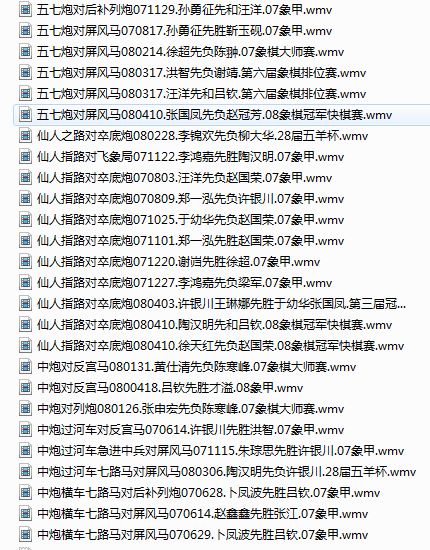 五七炮对后补列炮071129.孙勇征先和汪洋.07象甲.wmv
五七炮对屏风马070817.孙勇征先胜靳玉砚.07象甲.wmv
五七炮对屏风马080214.徐超先负陈翀.07象棋大师赛.wmv
五七炮对屏风马080317.洪智先负谢靖.第六届象棋排位赛.wmv
五七炮对屏风马080317.汪洋先和吕钦.第六届象棋排位赛.wmv
五七炮对屏风马080410.张国凤先负赵冠芳.08象棋冠军快棋赛.wmv
仙人之路对卒底炮080228.李锦欢先负柳大华.28届五羊杯.wmv
仙人指路对飞象局071122.李鸿嘉先胜陶汉明.07象甲.wmv
仙人指路对卒底炮070803.汪洋先负赵国荣.07象甲.wmv
仙人指路对卒底炮070809.郑一泓先负许银川.07象甲.wmv
仙人指路对卒底炮071025.于幼华先负赵国荣.07象甲.wmv
仙人指路对卒底炮071101.郑一泓先胜赵国荣.07象甲.wmv
仙人指路对卒底炮071220.谢岿先胜徐超.07象甲.wmv
仙人指路对卒底炮071227.李鸿嘉先负梁军.07象甲.wmv
仙人指路对卒底炮080403.许银川王琳娜先胜于幼华张国凤.第三届冠...
仙人指路对卒底炮080410.陶汉明先和吕钦.08象棋冠军快棋赛.wmv
仙人指路对卒底炮080410.徐天红先负赵国荣.08象棋冠军快棋赛.wmv
中炮对反宫马080131.黄仕清先负陈寒峰.07象棋大师赛.wmv
中炮对反宫马0800418.吕钦先胜才溢.08象甲.wmv
中炮对列炮080126.张申宏先负陈寒峰.07象棋大师赛.wmv
中炮过河车对反宫马070614.许银川先胜洪智.07象甲.wmv
中炮过河车急进中兵对屏风马071115.朱琮思先胜许银川.07象甲.wmv
中炮过河车七路马对屏风马080306.陶汉明先负许银川.28届五羊杯.wmv
中炮横车七路马对后补列炮070628.卜凤波先胜吕钦.07象甲.wmv
中炮横车七路马对屏风马070614.赵鑫鑫先胜张江.07象甲.wmv
中炮横车七路马对屏风马070629.卜凤波先胜吕钦.07象甲.wmv